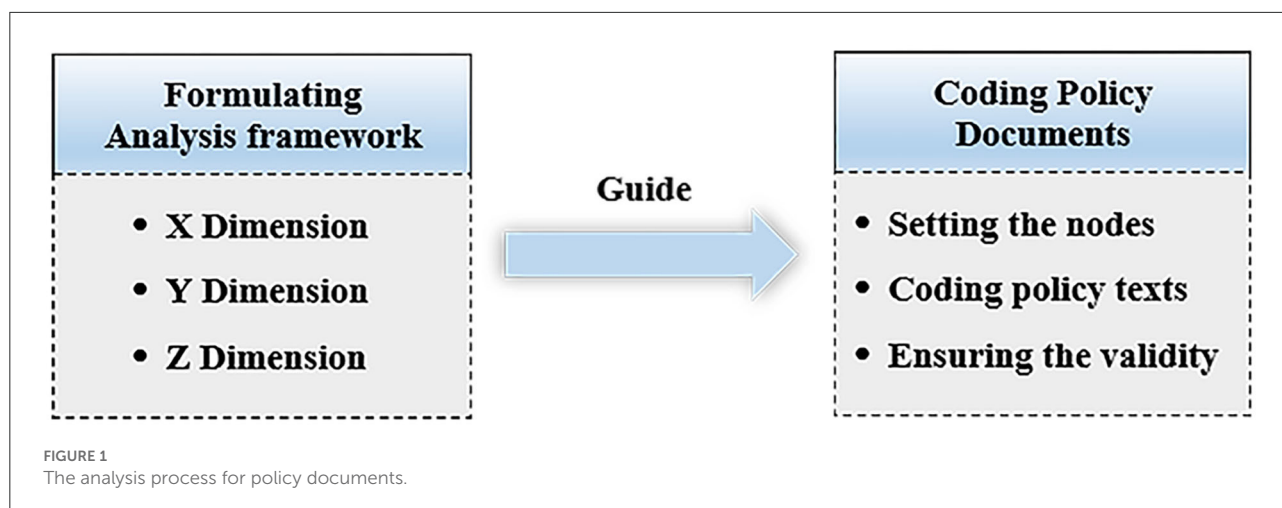 Formulating
Analysis framework
• X Dimension
• Y Dimension
• Z Dimension
Guide
Coding Policy
Documents
• Setting the nodes
• Coding policy texts
• Ensuring the validity
FIGURE 1
The analysis process for policy documents.